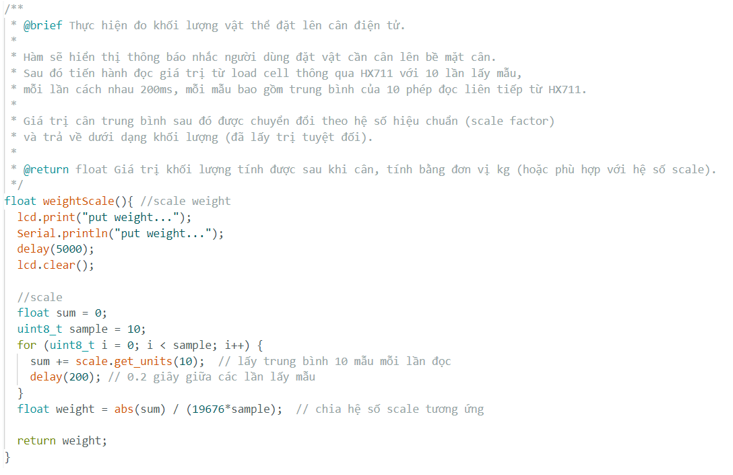 /**
 * @brief Thực hiện đo khối lượng vật thể đặt lên cân điện tử.
 *
 * Hàm sẽ hiển thị thông báo nhắc người dùng đặt vật cần cân lên bề mặt cân.
 * Sau đó tiến hành đọc giá trị từ load cell thông qua HX711 với 10 lần lấy mẫu,
 * mỗi lần cách nhau 200ms, mỗi mẫu bao gồm trung bình của 10 phép đọc liên tiếp từ HX711.
 *
 * Giá trị cân trung bình sau đó được chuyển đổi theo hệ số hiệu chuẩn (scale factor)
 * và trả về dưới dạng khối lượng (đã lấy trị tuyệt đối).
 *
 * @return float Giá trị khối lượng tính được sau khi cân, tính bằng đơn vị kg (hoặc phù hợp với hệ số scale).
 */
float weightScale(){ //scale weight
  lcd.print("put weight...");
  Serial.println("put weight...");
  delay(5000);
  lcd.clear();

  //scale
  float sum = 0;
  uint8_t sample = 10;
  for (uint8_t i = 0; i < sample; i++) {
    sum += scale.get_units(10);  // lấy trung bình 10 mẫu mỗi lần đọc
    delay(200); // 0.2 giây giữa các lần lấy mẫu
  }
  float weight = abs(sum) / (19676*sample);  // chia hệ số scale tương ứng

  return weight;
}